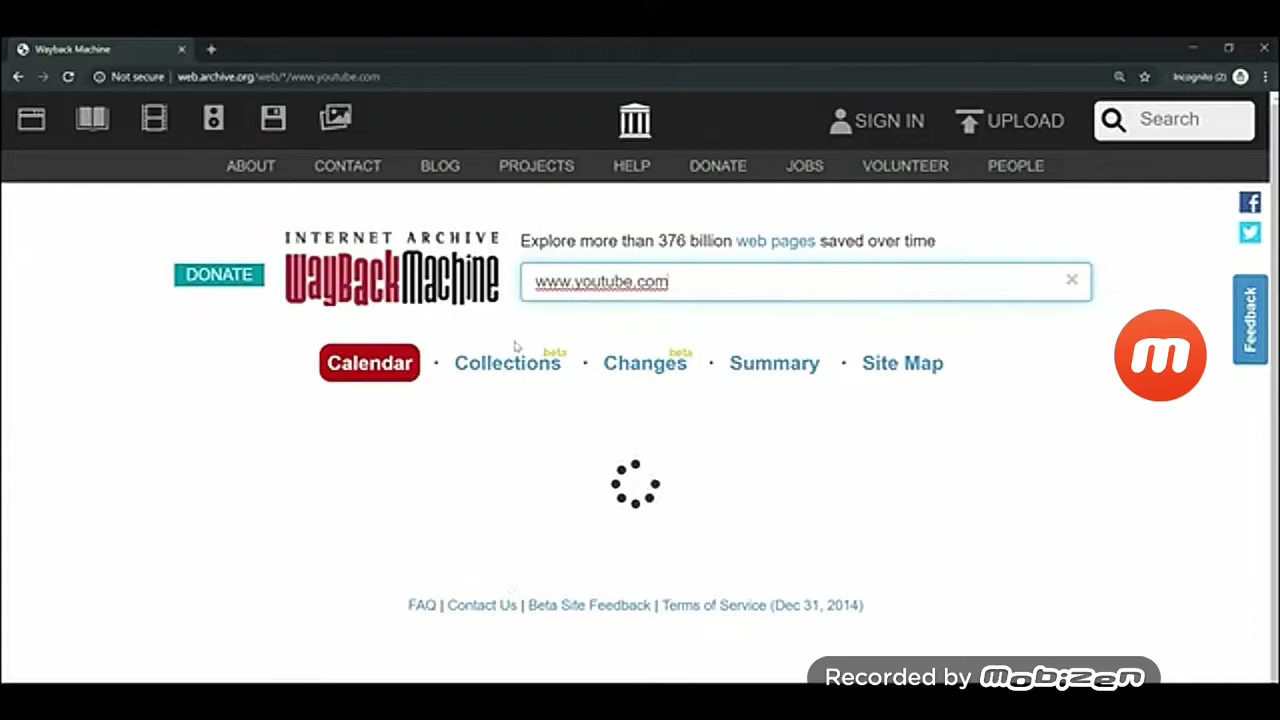 Wayback Machine
Not secure | web.archive.org/web/*/www.youtube.com
Incognito (2)
SIGN IN
UPLOAD
Search
ABOUT CONTACT BLOG PROJECTS HELP DONATE JOBS VOLUNTEER PEOPLE
DONATE
INTERNET ARCHIVE
WayBackMachine
Explore more than 376 billion web pages saved over time
www.youtube.com
Calendar · Collections beta · Changes beta · Summary · Site Map
Feedback
m
FAQ | Contact Us | Beta Site Feedback | Terms of Service (Dec 31, 2014)
Recorded by mobizen